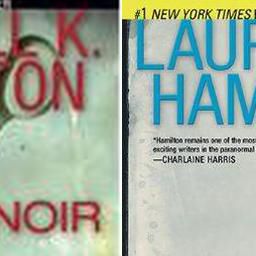 L K.
ON
NOIR
#1 NEW YORK TIMES
LAUR
HAM
"Hamilton remains one of the most
exciting writers in the paranormal
—CHARLAINE HARRIS